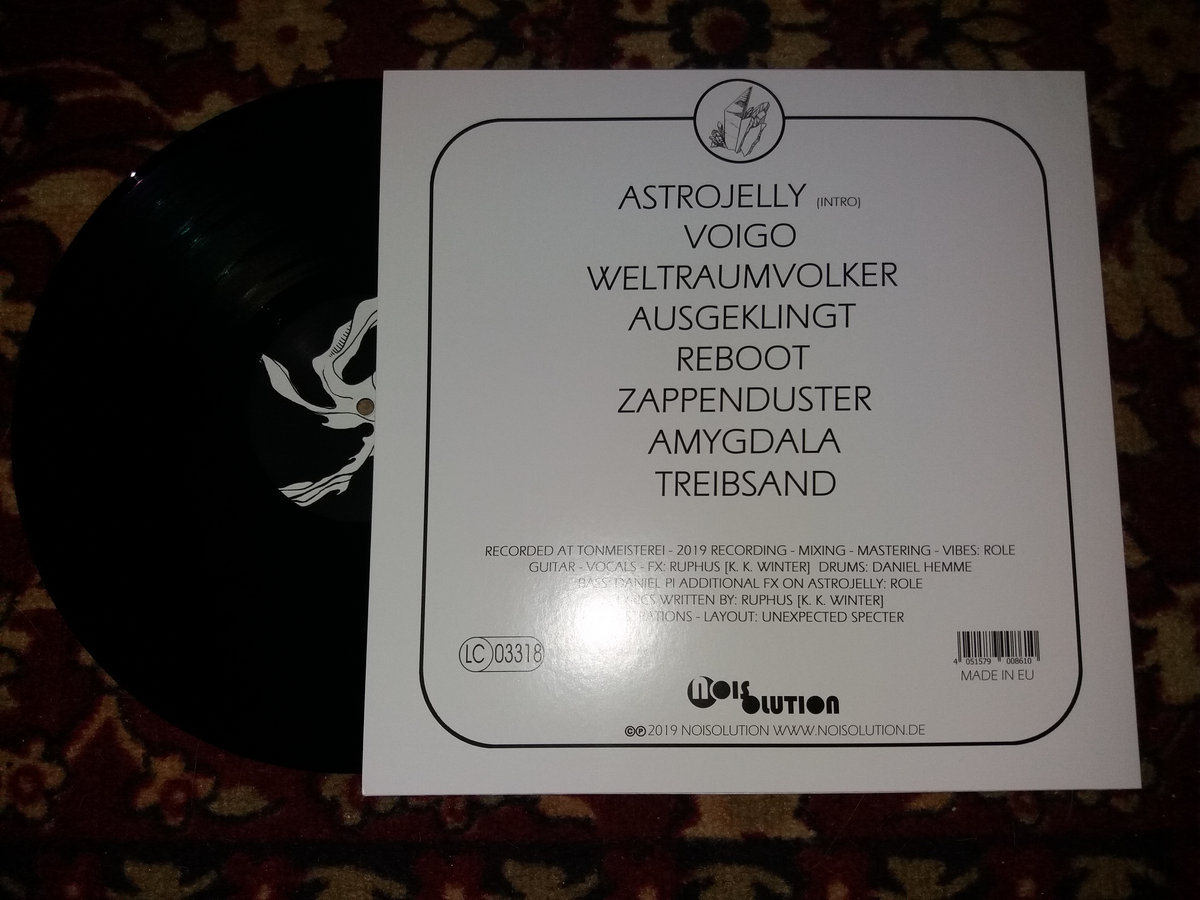 ASTROJELLY (INTRO)
VOIGO
WELTRAUMVOLKER
AUSGEKLINGT
REBOOT
ZAPPENDUSTER
AMYGDALA
TREIBSAND
RECORDED AT TONMEISTEREI - 2019 RECORDING - MIXING - MASTERING - VIBES: ROLE
GUITAR - VOCALS - FX: RUPHUS [K. K. WINTER] DRUMS: DANIEL HEMME
BASS: DANIEL PI ADDITIONAL FX ON ASTROJELLY: ROLE
WRITTEN BY: RUPHUS [K. K. WINTER]
- LAYOUT: UNEXPECTED SPECTER
LC 03318
4 051579 008610
MADE IN EU
NOISOLUTION
©℗ 2019 NOISOLUTION WWW.NOISOLUTION.DE